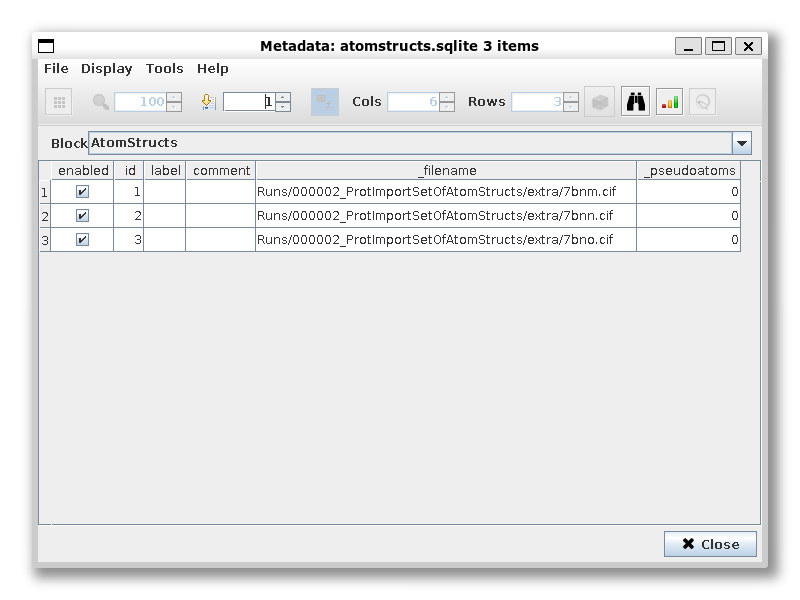 Metadata: atomstructs.sqlite 3 items
File Display Tools Help
100 1 Cols 6 Rows 3
Block AtomStructs
enabled id label comment _filename _pseudoatoms
1 1 Runs/000002_ProtImportSetOfAtomStructs/extra/7bnm.cif 0
2 2 Runs/000002_ProtImportSetOfAtomStructs/extra/7bnn.cif 0
3 3 Runs/000002_ProtImportSetOfAtomStructs/extra/7bno.cif 0
Close